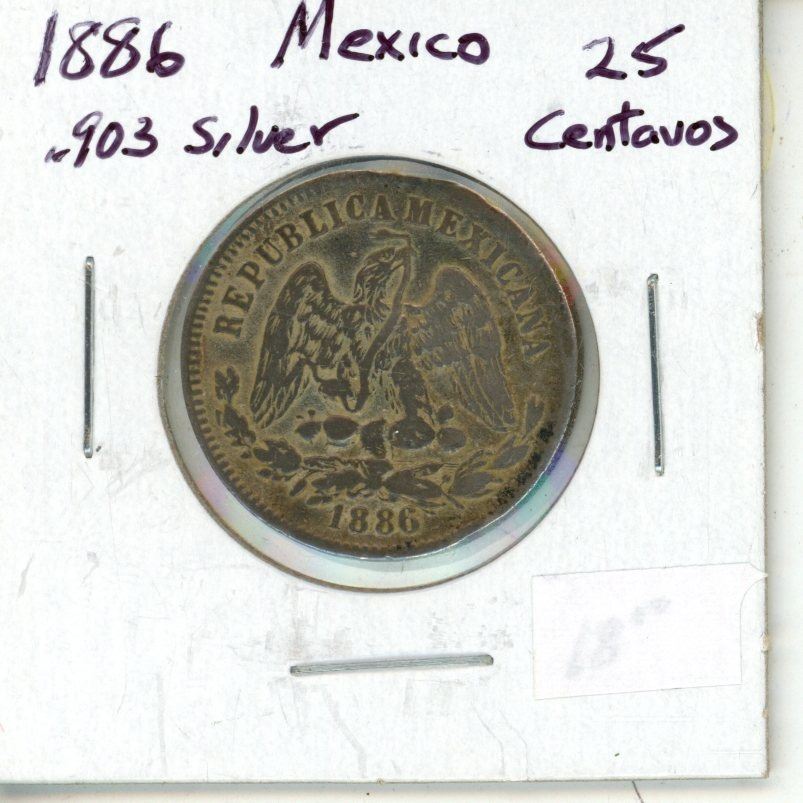 1886 Mexico 25
.903 Silver Centavos
REPUBLICA MEXICANA
1886